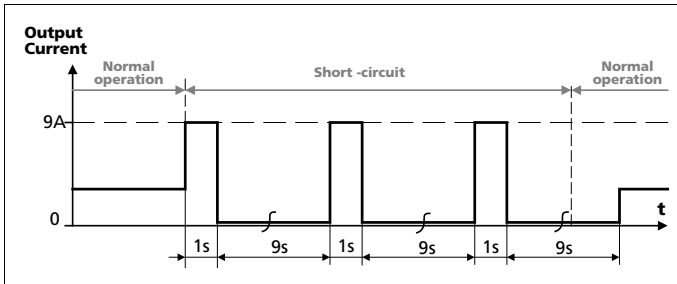 Output
Current
Normal
operation
Short -circuit
Normal
operation
9A
0
t
1s
9s
1s
9s
1s
9s